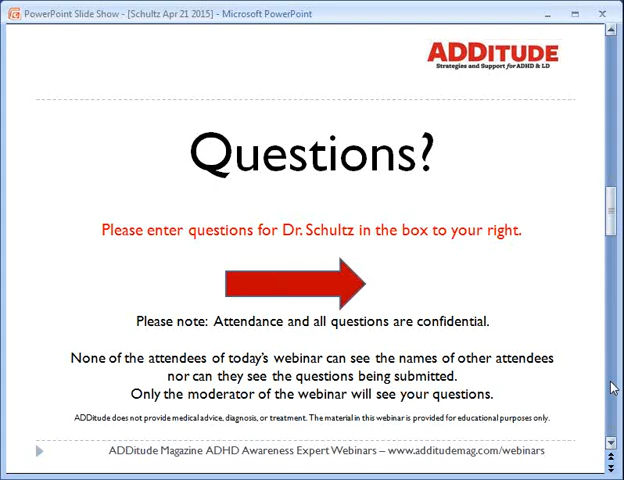 PowerPoint Slide Show - [Schultz Apr 21 2015] - Microsoft PowerPoint
ADDITUDE
Strategies and Support for ADHD & LD
Questions?
Please enter questions for Dr. Schultz in the box to your right.
Please note: Attendance and all questions are confidential.
None of the attendees of today's webinar can see the names of other attendees
nor can they see the questions being submitted.
Only the moderator of the webinar will see your questions.
ADDitude does not provide medical advice, diagnosis, or treatment. The material in this webinar is provided for educational purposes only.
ADDitude Magazine ADHD Awareness Expert Webinars – www.additudemag.com/webinars